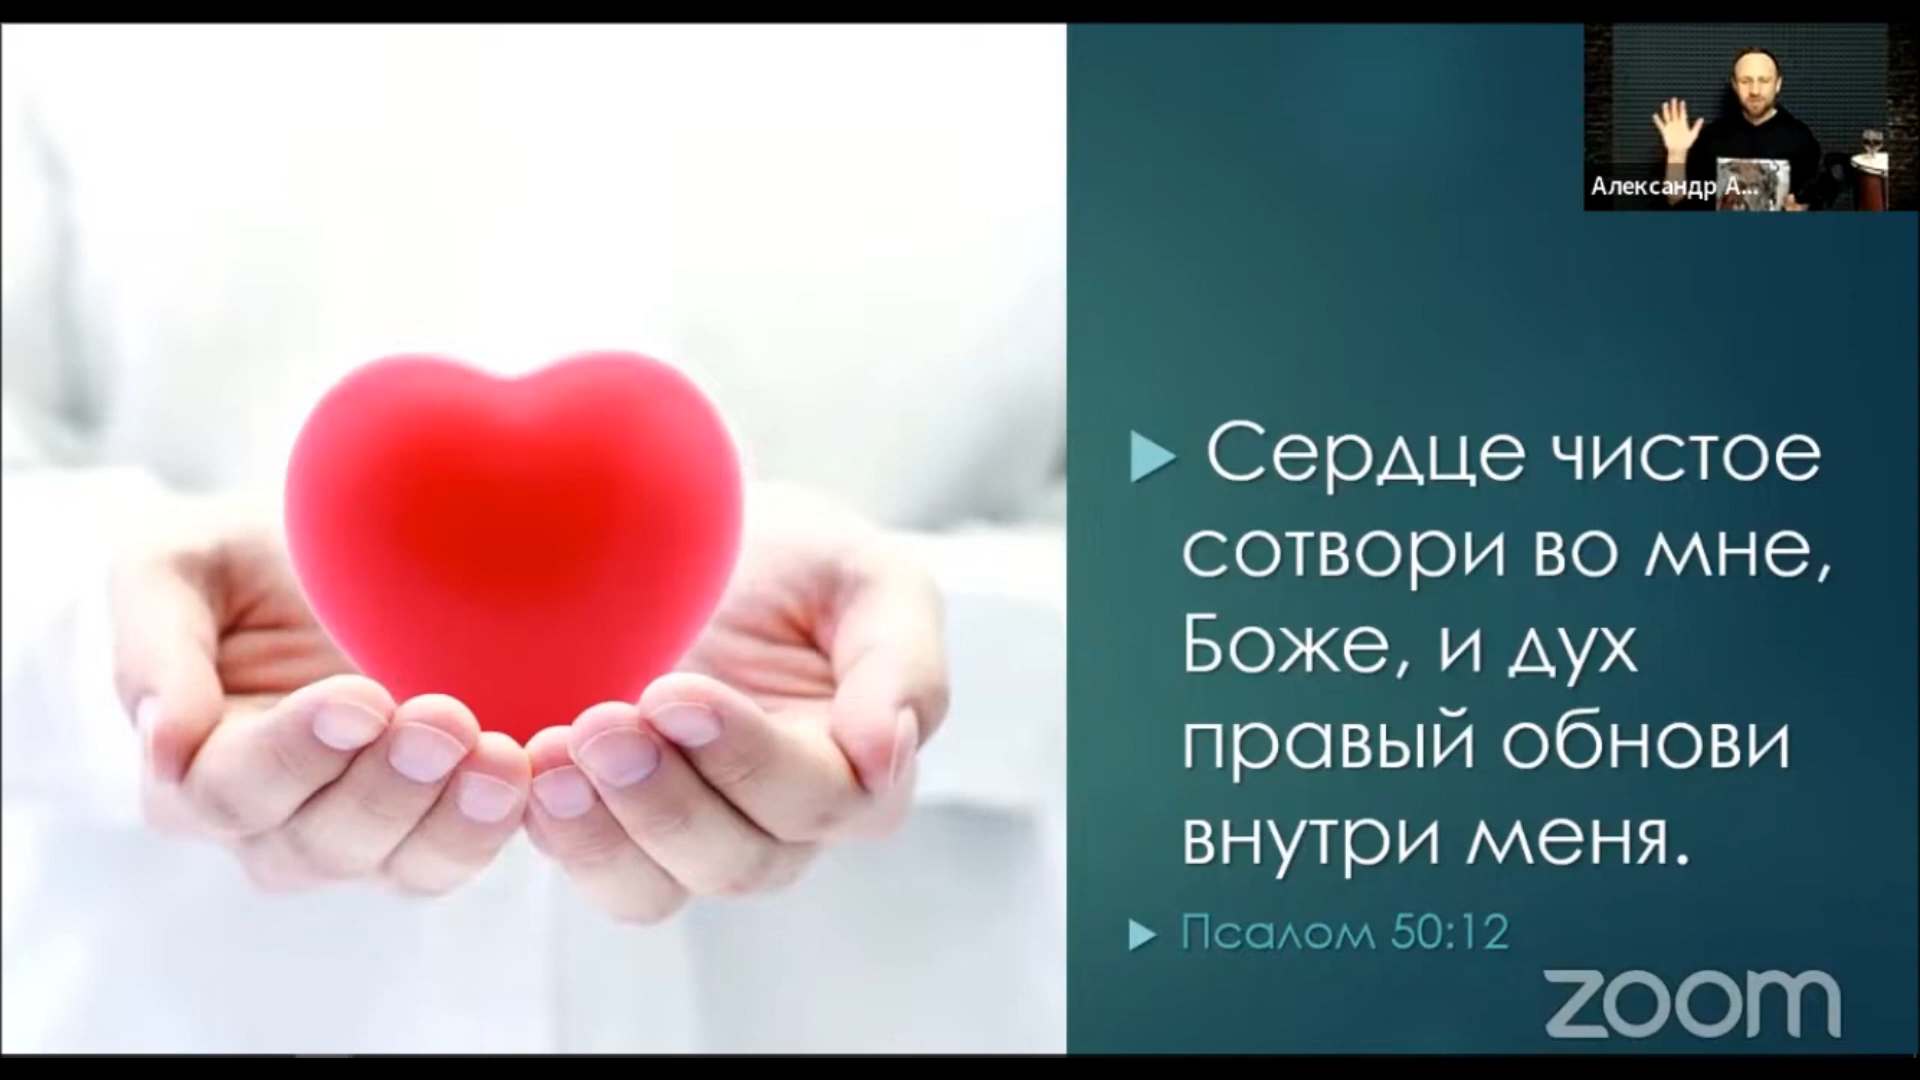 Александр А...
Сердце чистое
сотвори во мне,
Боже, и дух
правый обнови
внутри меня.
Псалом 50:12
zoom